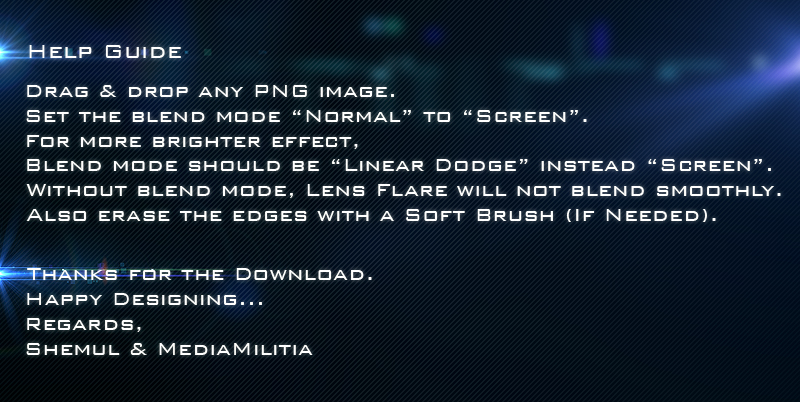 Help Guide
Drag & drop any PNG image.
Set the blend mode “Normal” to “Screen”.
For more brighter effect,
Blend mode should be “Linear Dodge” instead “Screen”.
Without blend mode, Lens Flare will not blend smoothly.
Also erase the edges with a Soft Brush (If Needed).
Thanks for the Download.
Happy Designing...
Regards,
Shemul & MediaMilitia